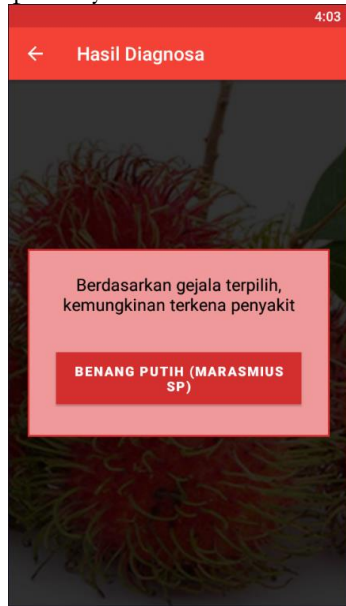 4:03
Hasil Diagnosa
Berdasarkan gejala terpilih,
kemungkinan terkena penyakit
BENANG PUTIH (MARASMIUS
SP)